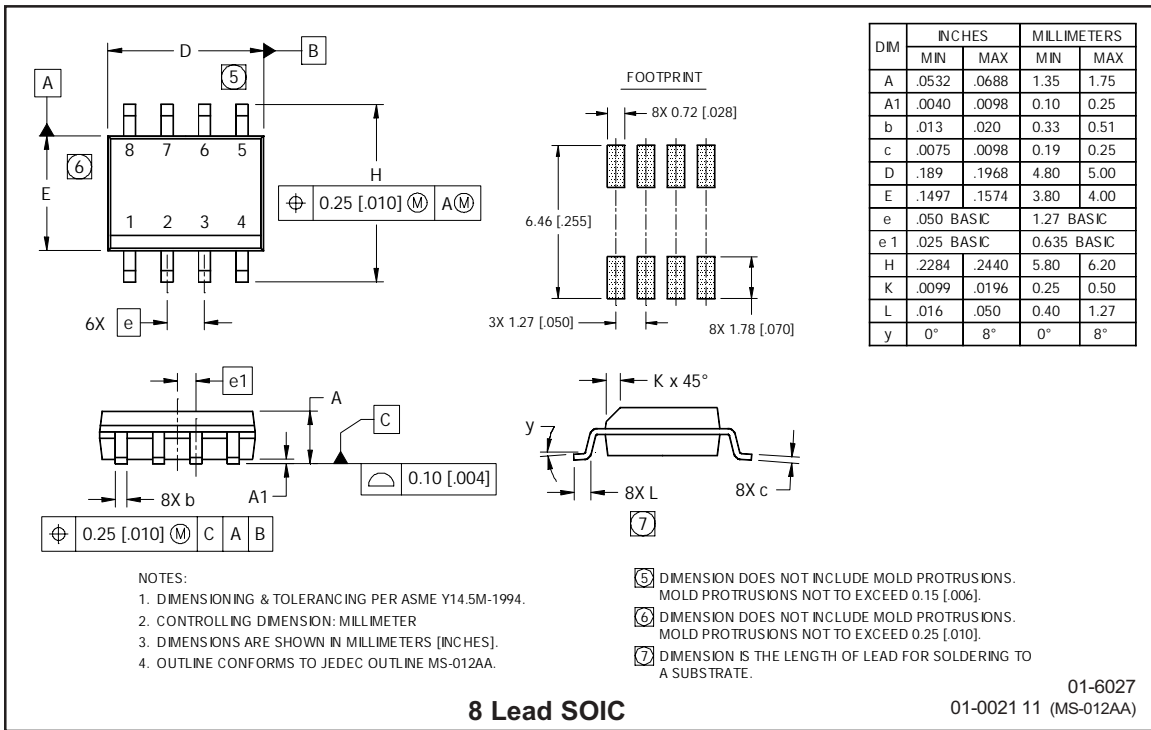 D
B
5
A
8 7 6 5
6
E
H
⌖ 0.25 [.010] Ⓜ A Ⓜ
1 2 3 4
6X e
FOOTPRINT
8X 0.72 [.028]
6.46 [.255]
3X 1.27 [.050]
8X 1.78 [.070]
DIM INCHES MILLIMETERS
MIN MAX MIN MAX
A .0532 .0688 1.35 1.75
A1 .0040 .0098 0.10 0.25
b .013 .020 0.33 0.51
c .0075 .0098 0.19 0.25
D .189 .1968 4.80 5.00
E .1497 .1574 3.80 4.00
e .050 BASIC 1.27 BASIC
e 1 .025 BASIC 0.635 BASIC
H .2284 .2440 5.80 6.20
K .0099 .0196 0.25 0.50
L .016 .050 0.40 1.27
y 0° 8° 0° 8°
e1
A
C
0.10 [.004]
8X b
A1
⌖ 0.25 [.010] Ⓜ C A B
K x 45°
y
8X L
8X c
7
NOTES:
1. DIMENSIONING & TOLERANCING PER ASME Y14.5M-1994.
2. CONTROLLING DIMENSION: MILLIMETER
3. DIMENSIONS ARE SHOWN IN MILLIMETERS [INCHES].
4. OUTLINE CONFORMS TO JEDEC OUTLINE MS-012AA.
5 DIMENSION DOES NOT INCLUDE MOLD PROTRUSIONS.
MOLD PROTRUSIONS NOT TO EXCEED 0.15 [.006].
6 DIMENSION DOES NOT INCLUDE MOLD PROTRUSIONS.
MOLD PROTRUSIONS NOT TO EXCEED 0.25 [.010].
7 DIMENSION IS THE LENGTH OF LEAD FOR SOLDERING TO
A SUBSTRATE.
8 Lead SOIC
01-6027
01-0021 11 (MS-012AA)